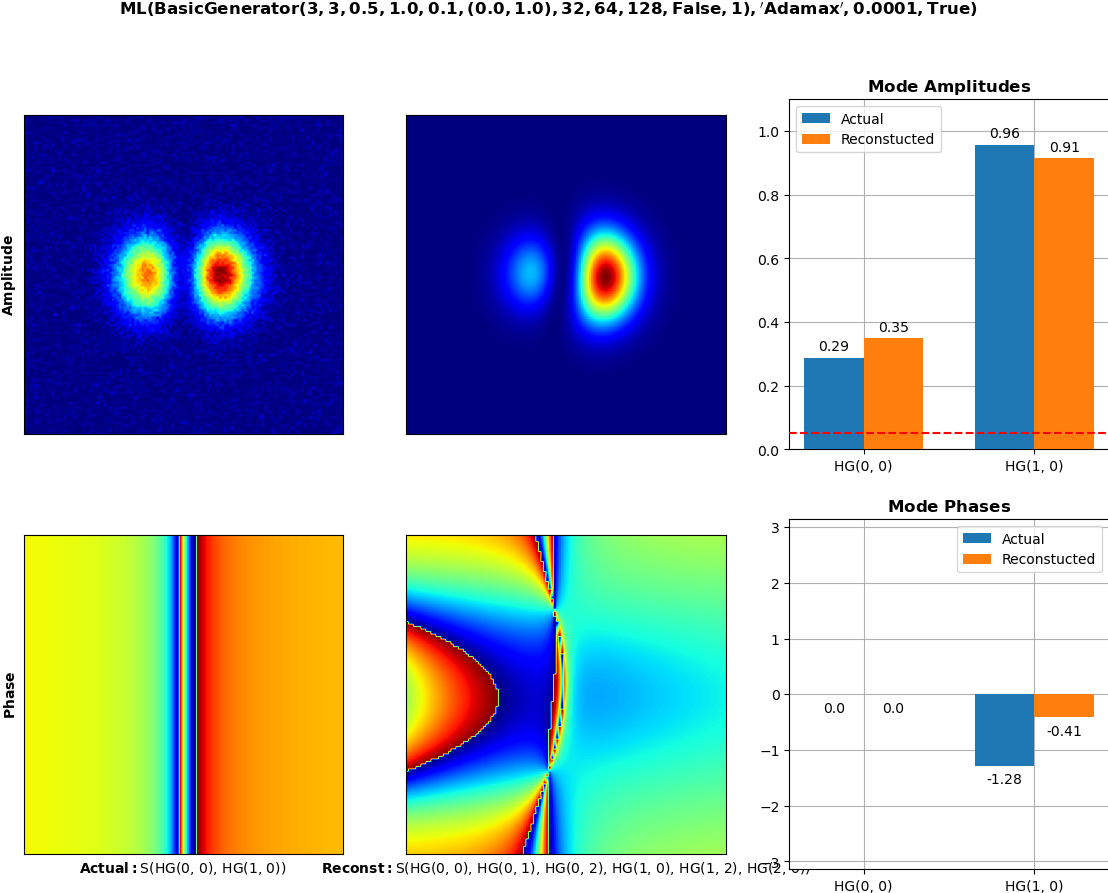 ML(BasicGenerator(3, 3, 0.5, 1.0, 0.1, (0.0, 1.0), 32, 64, 128, False, 1), 'Adamax', 0.0001, True)
Amplitude
Mode Amplitudes
Actual
Reconstucted
1.0
0.8
0.6
0.4
0.2
0.0
0.29
0.35
0.96
0.91
HG(0, 0)
HG(1, 0)
Phase
Actual: S(HG(0, 0), HG(1, 0))
Reconst: S(HG(0, 0), HG(0, 1), HG(0, 2), HG(1, 0), HG(1, 2), HG(2, 0))
Mode Phases
Actual
Reconstucted
3
2
1
0
−1
−2
−3
0.0
0.0
-1.28
-0.41
HG(0, 0)
HG(1, 0)